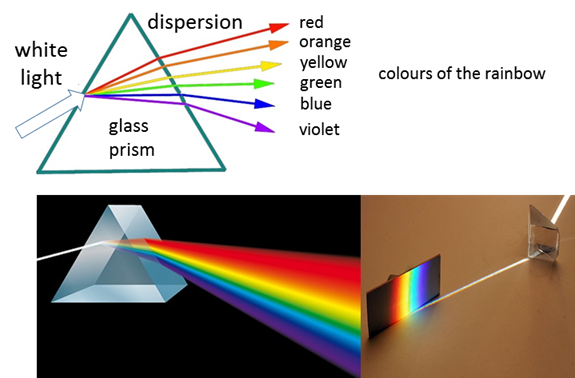 dispersion
white
light
glass
prism
red
orange
yellow
green
blue
violet
colours of the rainbow